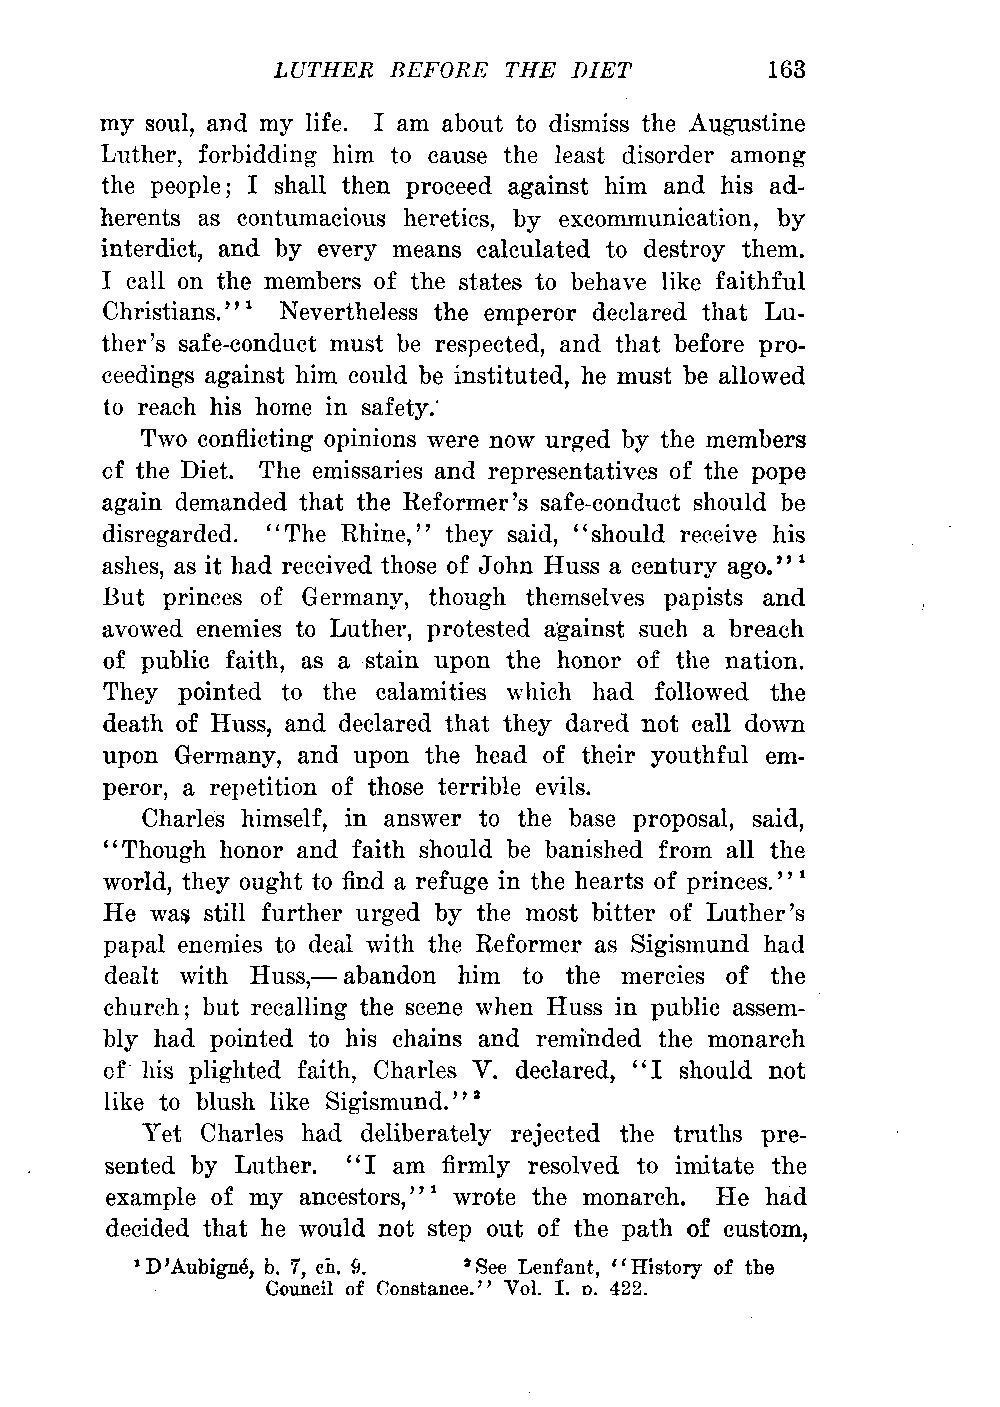 LUTHER BEFORE THE DIET 163
my soul, and my life. I am about to dismiss the Augustine
Luther, forbidding him to cause the least disorder among
the people; I shall then proceed against him and his ad-
herents as contumacious heretics, by excommunication, by
interdict, and by every means calculated to destroy them.
I call on the members of the states to behave like faithful
Christians.''¹ Nevertheless the emperor declared that Lu-
ther's safe-conduct must be respected, and that before pro-
ceedings against him could be instituted, he must be allowed
to reach his home in safety.
Two conflicting opinions were now urged by the members
of the Diet. The emissaries and representatives of the pope
again demanded that the Reformer's safe-conduct should be
disregarded. ``The Rhine,'' they said, ``should receive his
ashes, as it had received those of John Huss a century ago.''¹
But princes of Germany, though themselves papists and
avowed enemies to Luther, protested against such a breach
of public faith, as a stain upon the honor of the nation.
They pointed to the calamities which had followed the
death of Huss, and declared that they dared not call down
upon Germany, and upon the head of their youthful em-
peror, a repetition of those terrible evils.
Charles himself, in answer to the base proposal, said,
``Though honor and faith should be banished from all the
world, they ought to find a refuge in the hearts of princes.''¹
He was still further urged by the most bitter of Luther's
papal enemies to deal with the Reformer as Sigismund had
dealt with Huss,— abandon him to the mercies of the
church; but recalling the scene when Huss in public assem-
bly had pointed to his chains and reminded the monarch
of his plighted faith, Charles V. declared, ``I should not
like to blush like Sigismund.''²
Yet Charles had deliberately rejected the truths pre-
sented by Luther. ``I am firmly resolved to imitate the
example of my ancestors,''¹ wrote the monarch. He had
decided that he would not step out of the path of custom,
¹D'Aubigné, b. 7, ch. 9. ²See Lenfant, ``History of the
Council of Constance.'' Vol. I. p. 422.